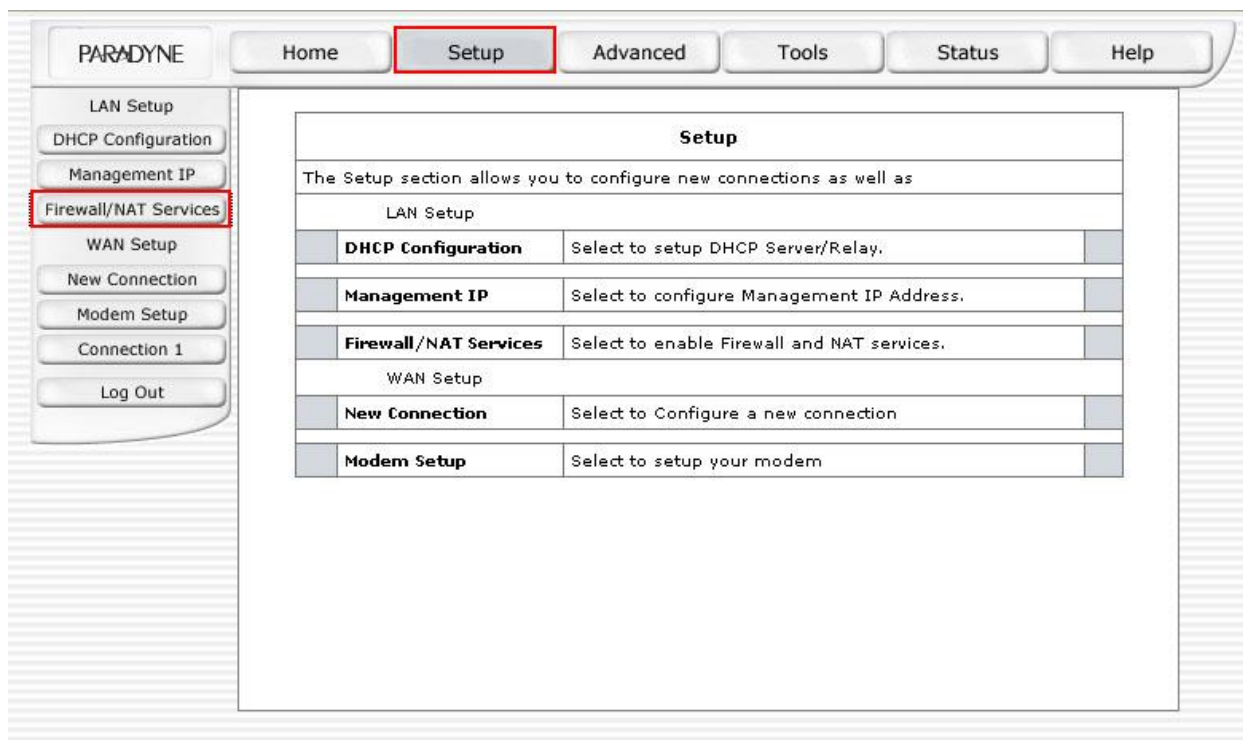 PARADYNE
Home
Setup
Advanced
Tools
Status
Help
LAN Setup
DHCP Configuration
Management IP
Firewall/NAT Services
WAN Setup
New Connection
Modem Setup
Connection 1
Log Out
Setup
The Setup section allows you to configure new connections as well as
LAN Setup
DHCP Configuration Select to setup DHCP Server/Relay.
Management IP Select to configure Management IP Address.
Firewall/NAT Services Select to enable Firewall and NAT services.
WAN Setup
New Connection Select to Configure a new connection
Modem Setup Select to setup your modem